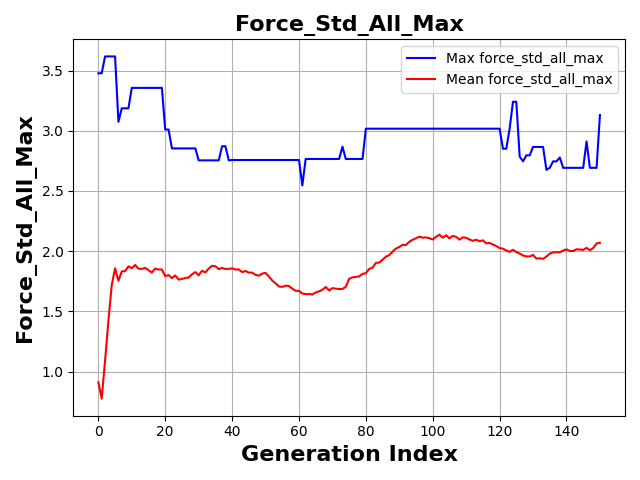 Force_Std_All_Max
Max force_std_all_max
Mean force_std_all_max
Force_Std_All_Max
3.5
3.0
2.5
2.0
1.5
1.0
0 20 40 60 80 100 120 140
Generation Index